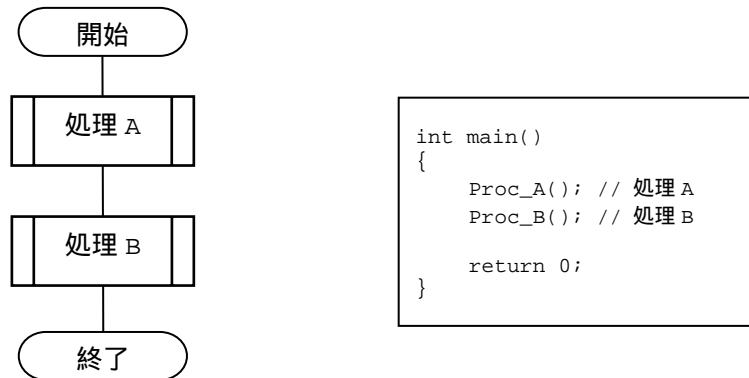 開始
処理 A
処理 B
終了
int main()
{
    Proc_A(); // 処理 A
    Proc_B(); // 処理 B
    return 0;
}